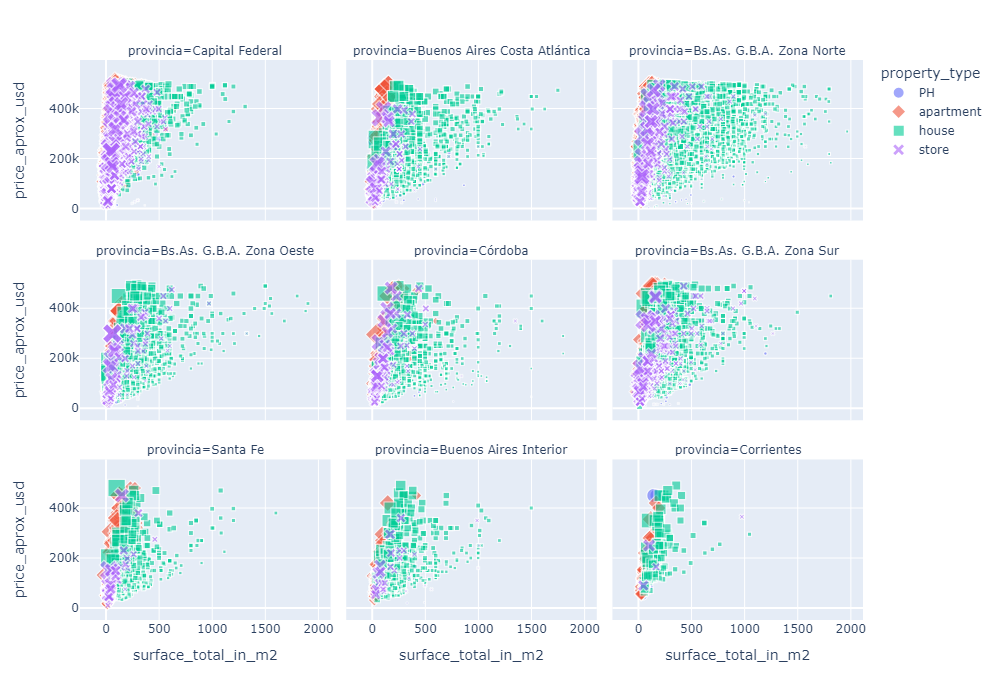 provincia=Capital Federal
provincia=Buenos Aires Costa Atlántica
provincia=Bs.As. G.B.A. Zona Norte
property_type
PH
apartment
house
store
price_aprox_usd
400k
200k
0
provincia=Bs.As. G.B.A. Zona Oeste
provincia=Córdoba
provincia=Bs.As. G.B.A. Zona Sur
price_aprox_usd
400k
200k
0
provincia=Santa Fe
provincia=Buenos Aires Interior
provincia=Corrientes
price_aprox_usd
400k
200k
0
0 500 1000 1500 2000
0 500 1000 1500 2000
0 500 1000 1500 2000
surface_total_in_m2
surface_total_in_m2
surface_total_in_m2